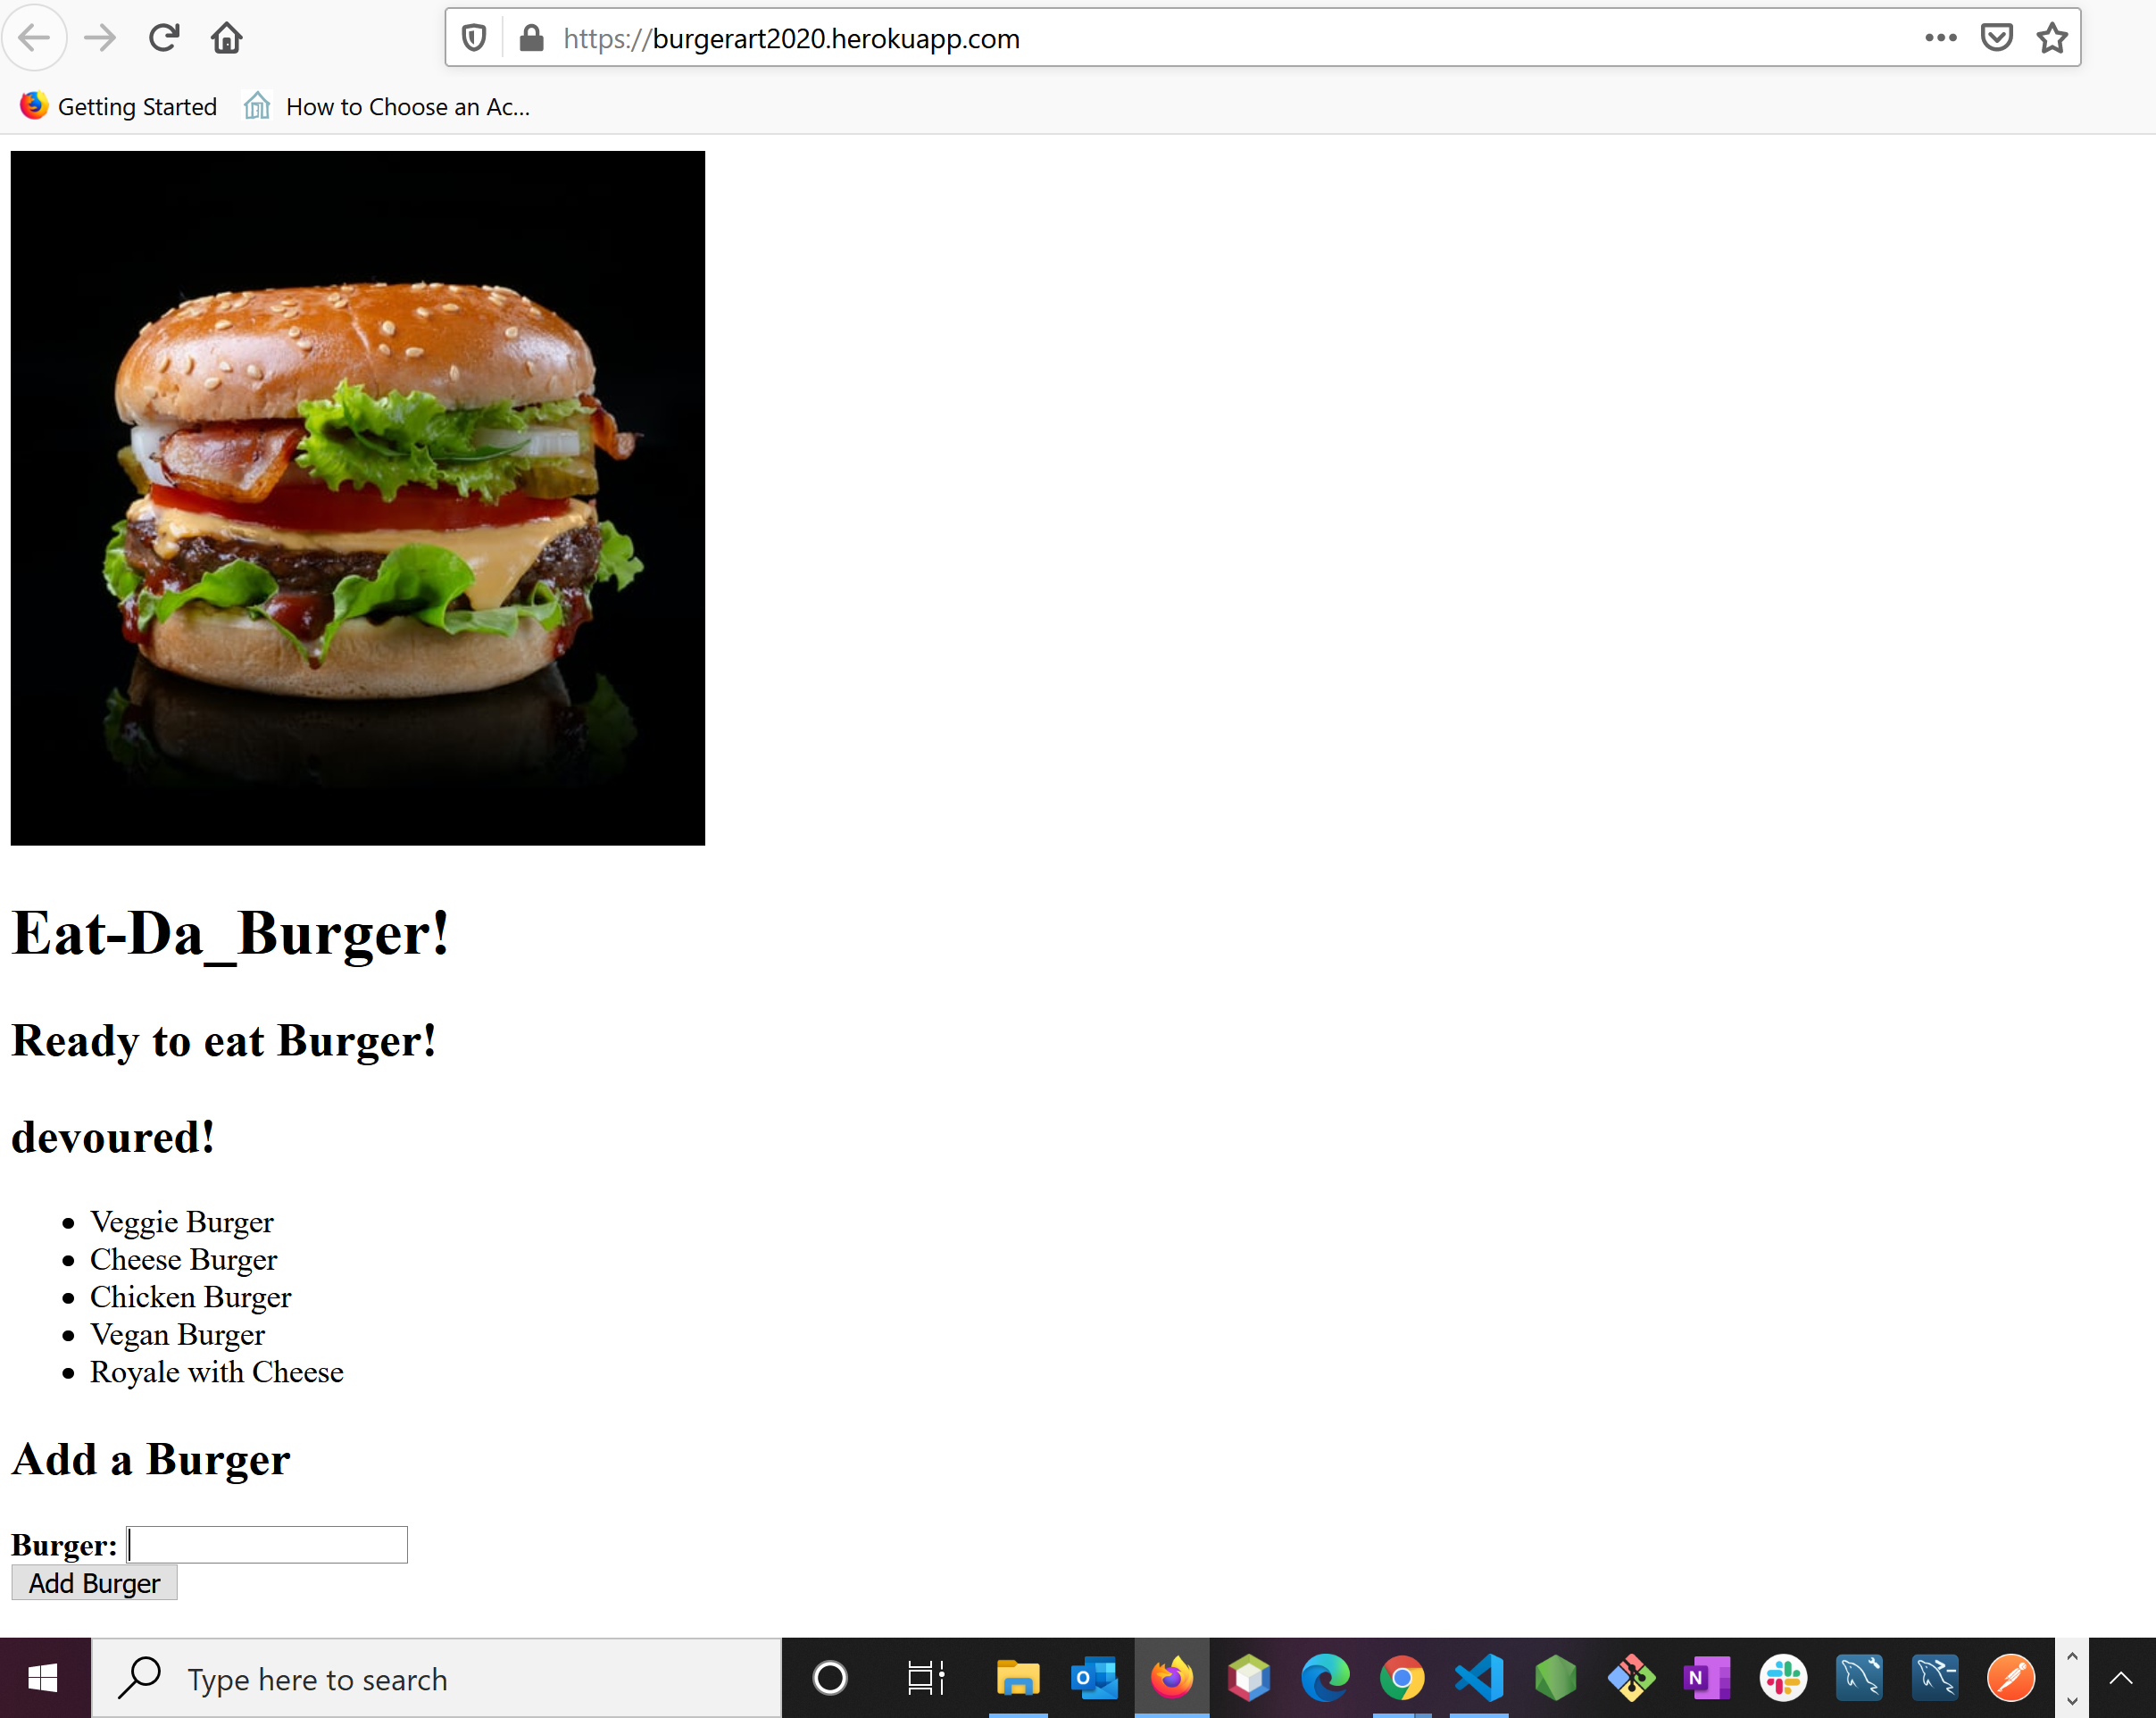 https://burgerart2020.herokuapp.com
Getting Started How to Choose an Ac...
Eat-Da_Burger!
Ready to eat Burger!
devoured!
Veggie Burger
Cheese Burger
Chicken Burger
Vegan Burger
Royale with Cheese
Add a Burger
Burger:
Add Burger
Type here to search